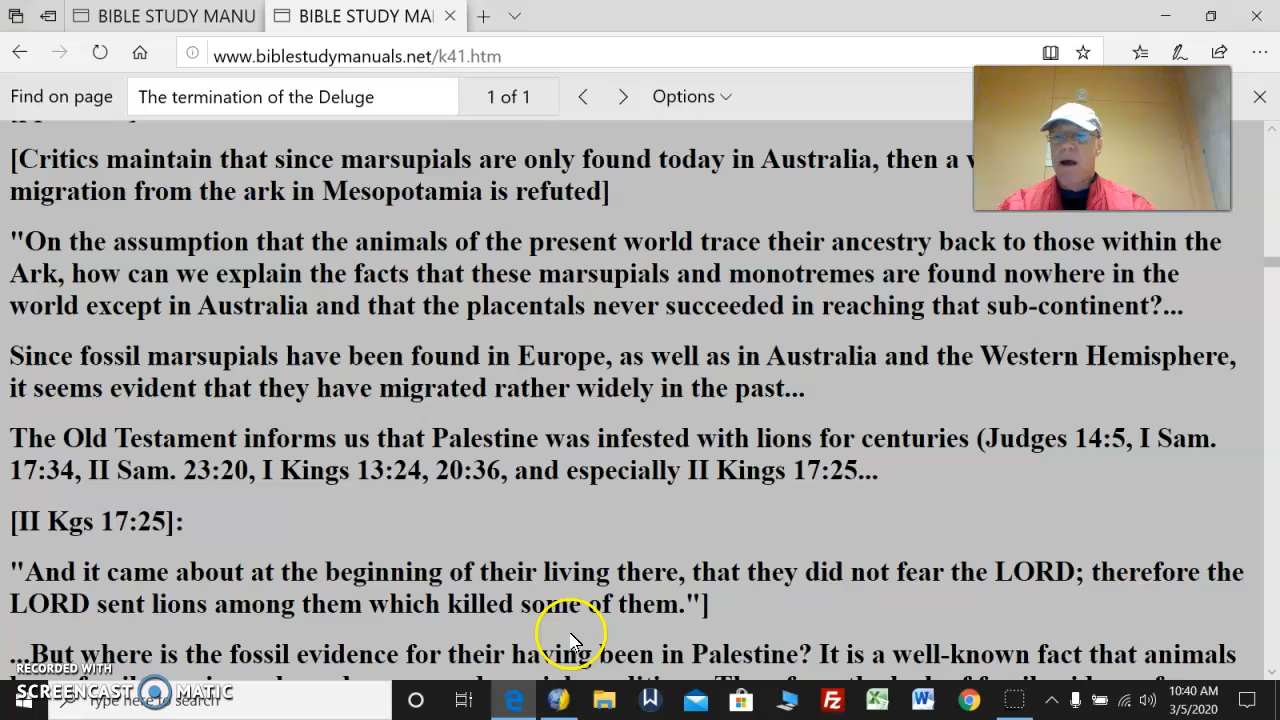 BIBLE STUDY MANU
BIBLE STUDY MA
www.biblestudymanuals.net/k41.htm
Find on page
The termination of the Deluge
1 of 1
Options
[Critics maintain that since marsupials are only found today in Australia, then a
migration from the ark in Mesopotamia is refuted]
"On the assumption that the animals of the present world trace their ancestry back to those within the
Ark, how can we explain the facts that these marsupials and monotremes are found nowhere in the
world except in Australia and that the placentals never succeeded in reaching that sub-continent?...
Since fossil marsupials have been found in Europe, as well as in Australia and the Western Hemisphere,
it seems evident that they have migrated rather widely in the past...
The Old Testament informs us that Palestine was infested with lions for centuries (Judges 14:5, I Sam.
17:34, II Sam. 23:20, I Kings 13:24, 20:36, and especially II Kings 17:25...
[II Kgs 17:25]:
"And it came about at the beginning of their living there, that they did not fear the LORD; therefore the
LORD sent lions among them which killed some of them."]
...But where is the fossil evidence for their having been in Palestine? It is a well-known fact that animals
RECORDED WITH
SCREENCAST MATIC
Type here to search
10:40 AM
3/5/2020